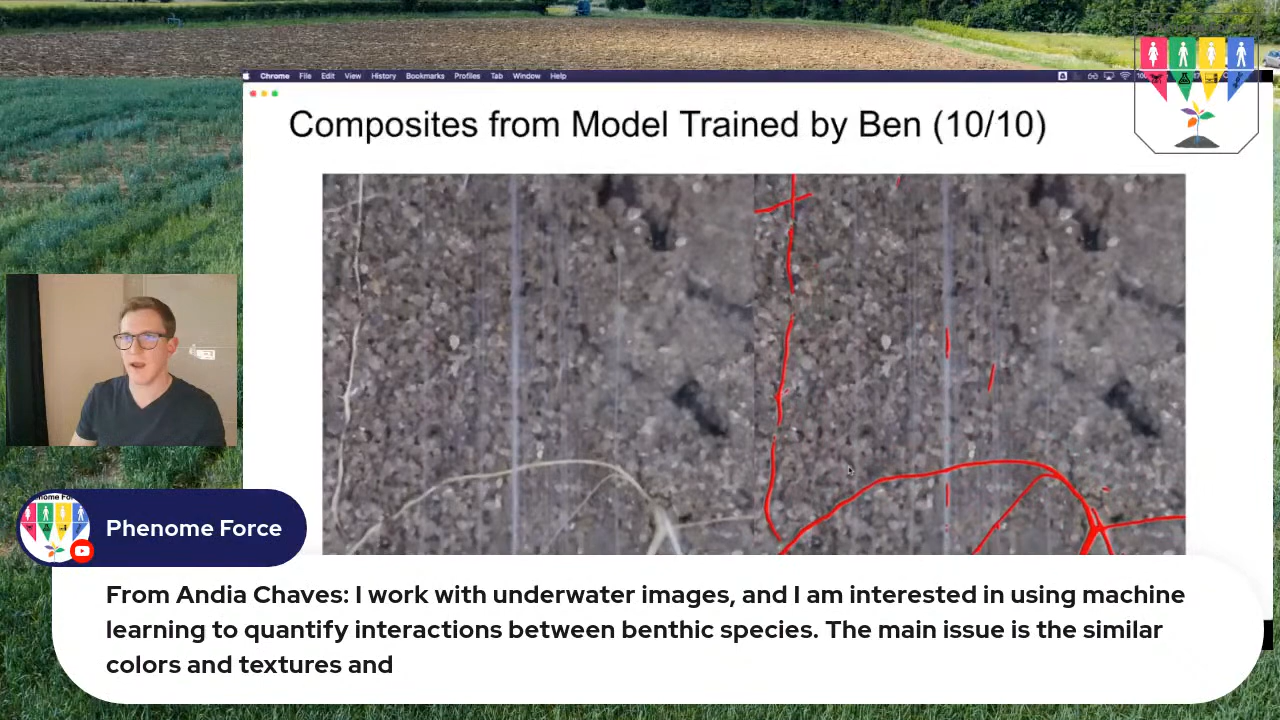 Chrome File Edit View History Bookmarks Profiles Tab Window Help
Composites from Model Trained by Ben (10/10)
Phenome Force
From Andia Chaves: I work with underwater images, and I am interested in using machine
learning to quantify interactions between benthic species. The main issue is the similar
colors and textures and